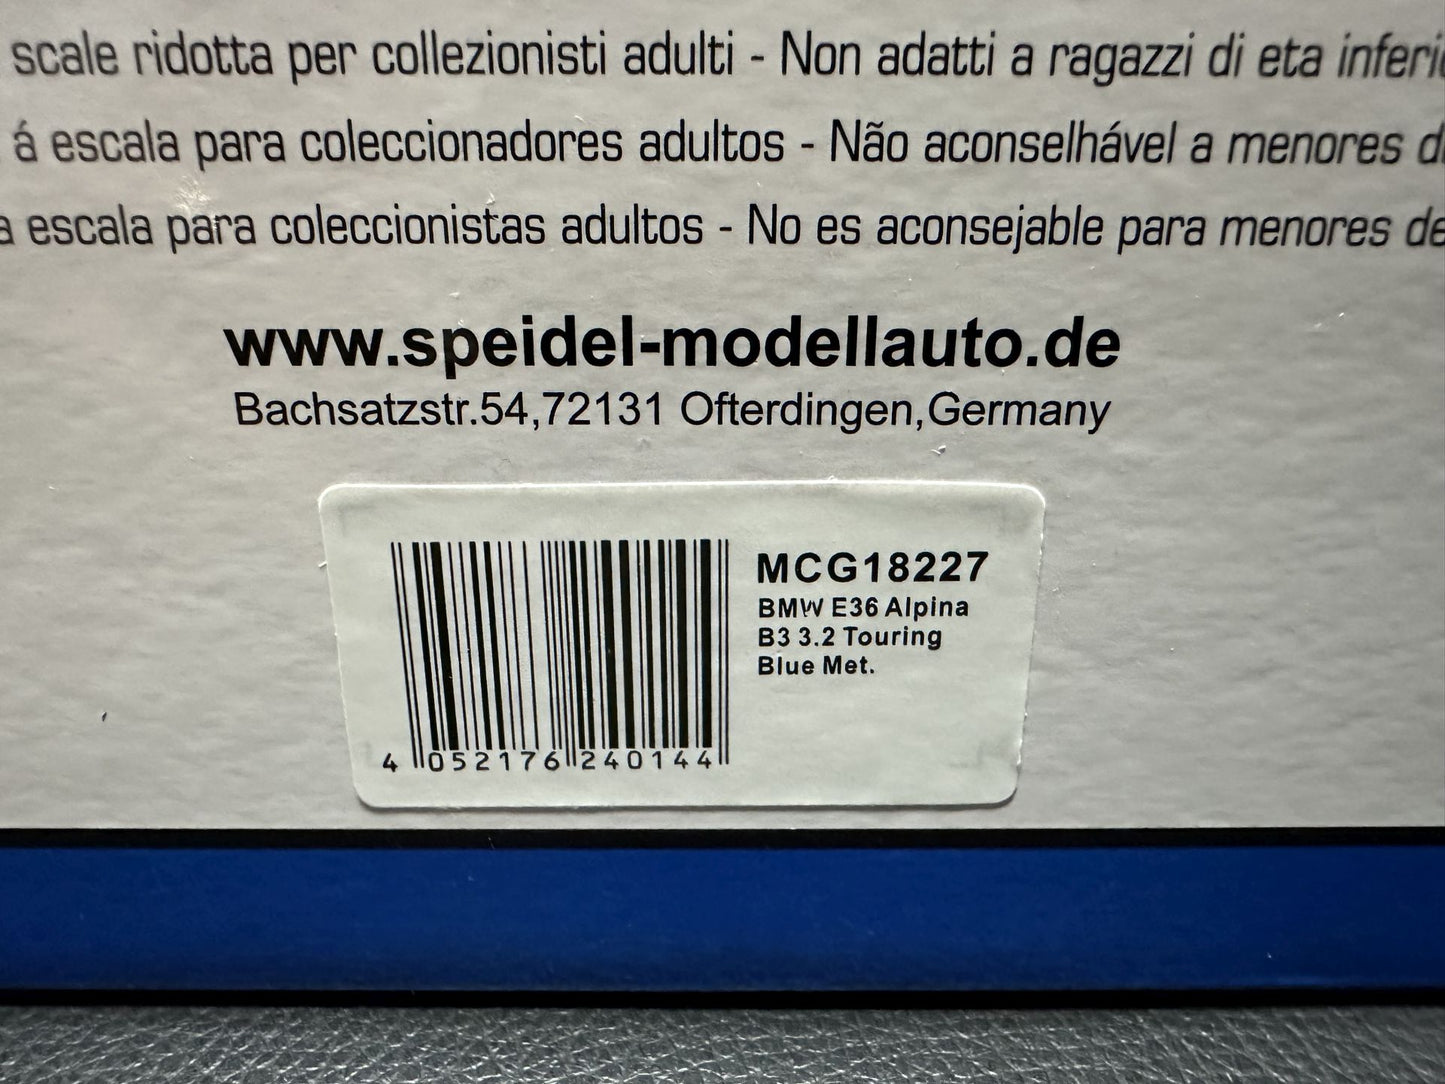 scale ridotta per collezionisti adulti - Non adatti a ragazzi di eta
á escala para coleccionadores adultos - Não aconselhável a menores
a escala para coleccionistas adultos - No es aconsejable para menores de
www.speidel-modellauto.de
Bachsatzstr.54,72131 Ofterdingen,Germany
MCG18227
BMW E36 Alpina
B3 3.2 Touring
Blue Met.
4 052176 240144